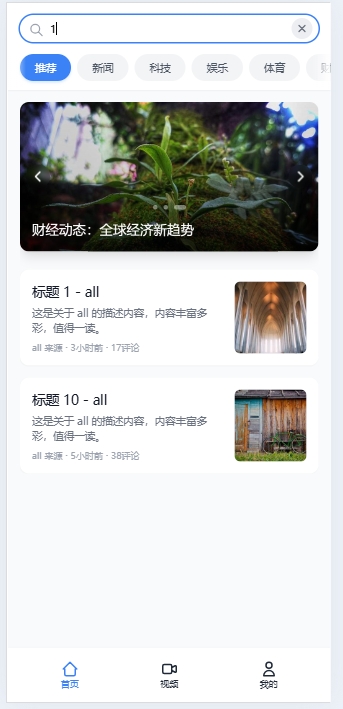 1
推荐
新闻
科技
娱乐
体育
财经动态：全球经济新趋势
标题 1 - all
这是关于 all 的描述内容，内容丰富多
彩，值得一读。
all 来源 · 3小时前 · 17评论
标题 10 - all
这是关于 all 的描述内容，内容丰富多
彩，值得一读。
all 来源 · 5小时前 · 38评论
首页
视频
我的